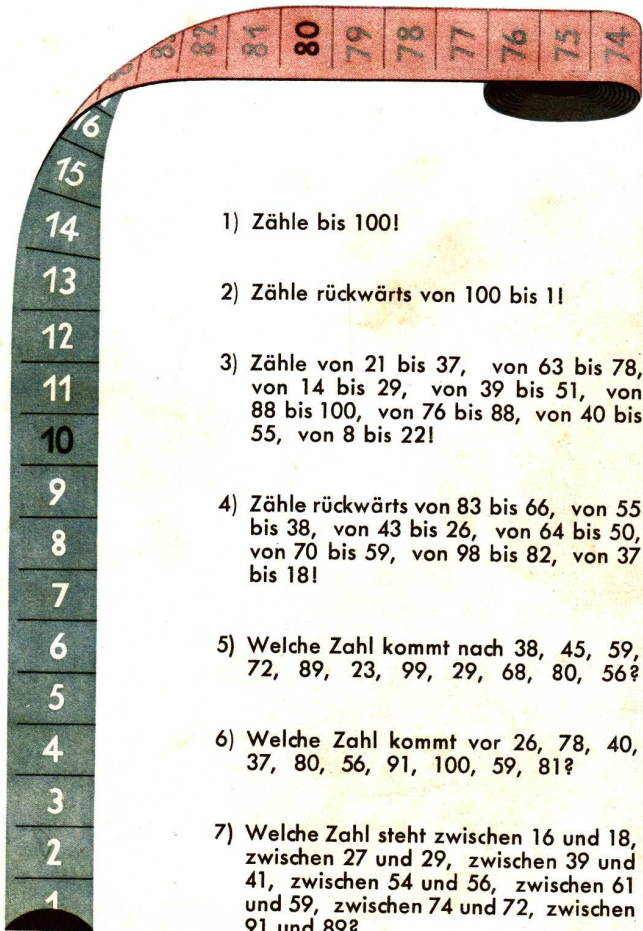 83 82 81 80 79 78 77 76 75 74
16
15
14
13
12
11
10
9
8
7
6
5
4
3
2
1
1) Zähle bis 100!
2) Zähle rückwärts von 100 bis 1!
3) Zähle von 21 bis 37, von 63 bis 78,
von 14 bis 29, von 39 bis 51, von
88 bis 100, von 76 bis 88, von 40 bis
55, von 8 bis 22!
4) Zähle rückwärts von 83 bis 66, von 55
bis 38, von 43 bis 26, von 64 bis 50,
von 70 bis 59, von 98 bis 82, von 37
bis 18!
5) Welche Zahl kommt nach 38, 45, 59,
72, 89, 23, 99, 29, 68, 80, 56?
6) Welche Zahl kommt vor 26, 78, 40,
37, 80, 56, 91, 100, 59, 81?
7) Welche Zahl steht zwischen 16 und 18,
zwischen 27 und 29, zwischen 39 und
41, zwischen 54 und 56, zwischen 61
und 59, zwischen 74 und 72, zwischen
91 und 89?